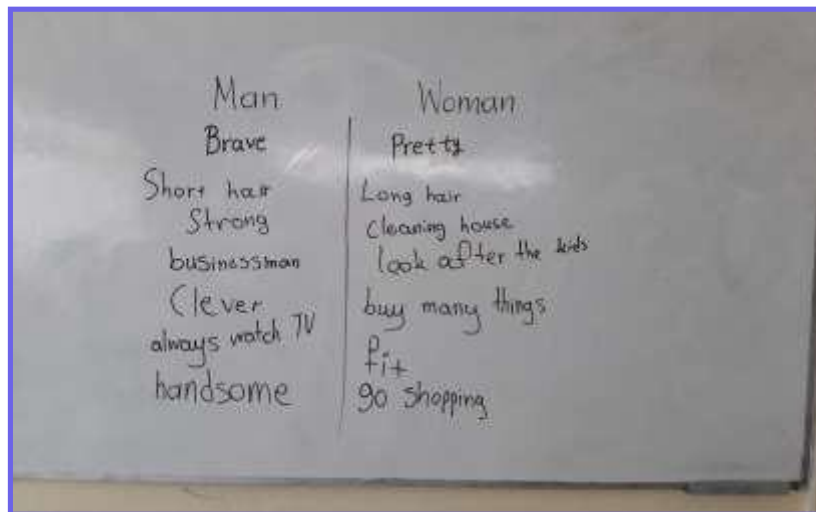 Man Woman
Brave Pretty
Short hair Long hair
Strong cleaning house
businessman look after the kids
Clever buy many things
always watch TV fit
handsome go shopping